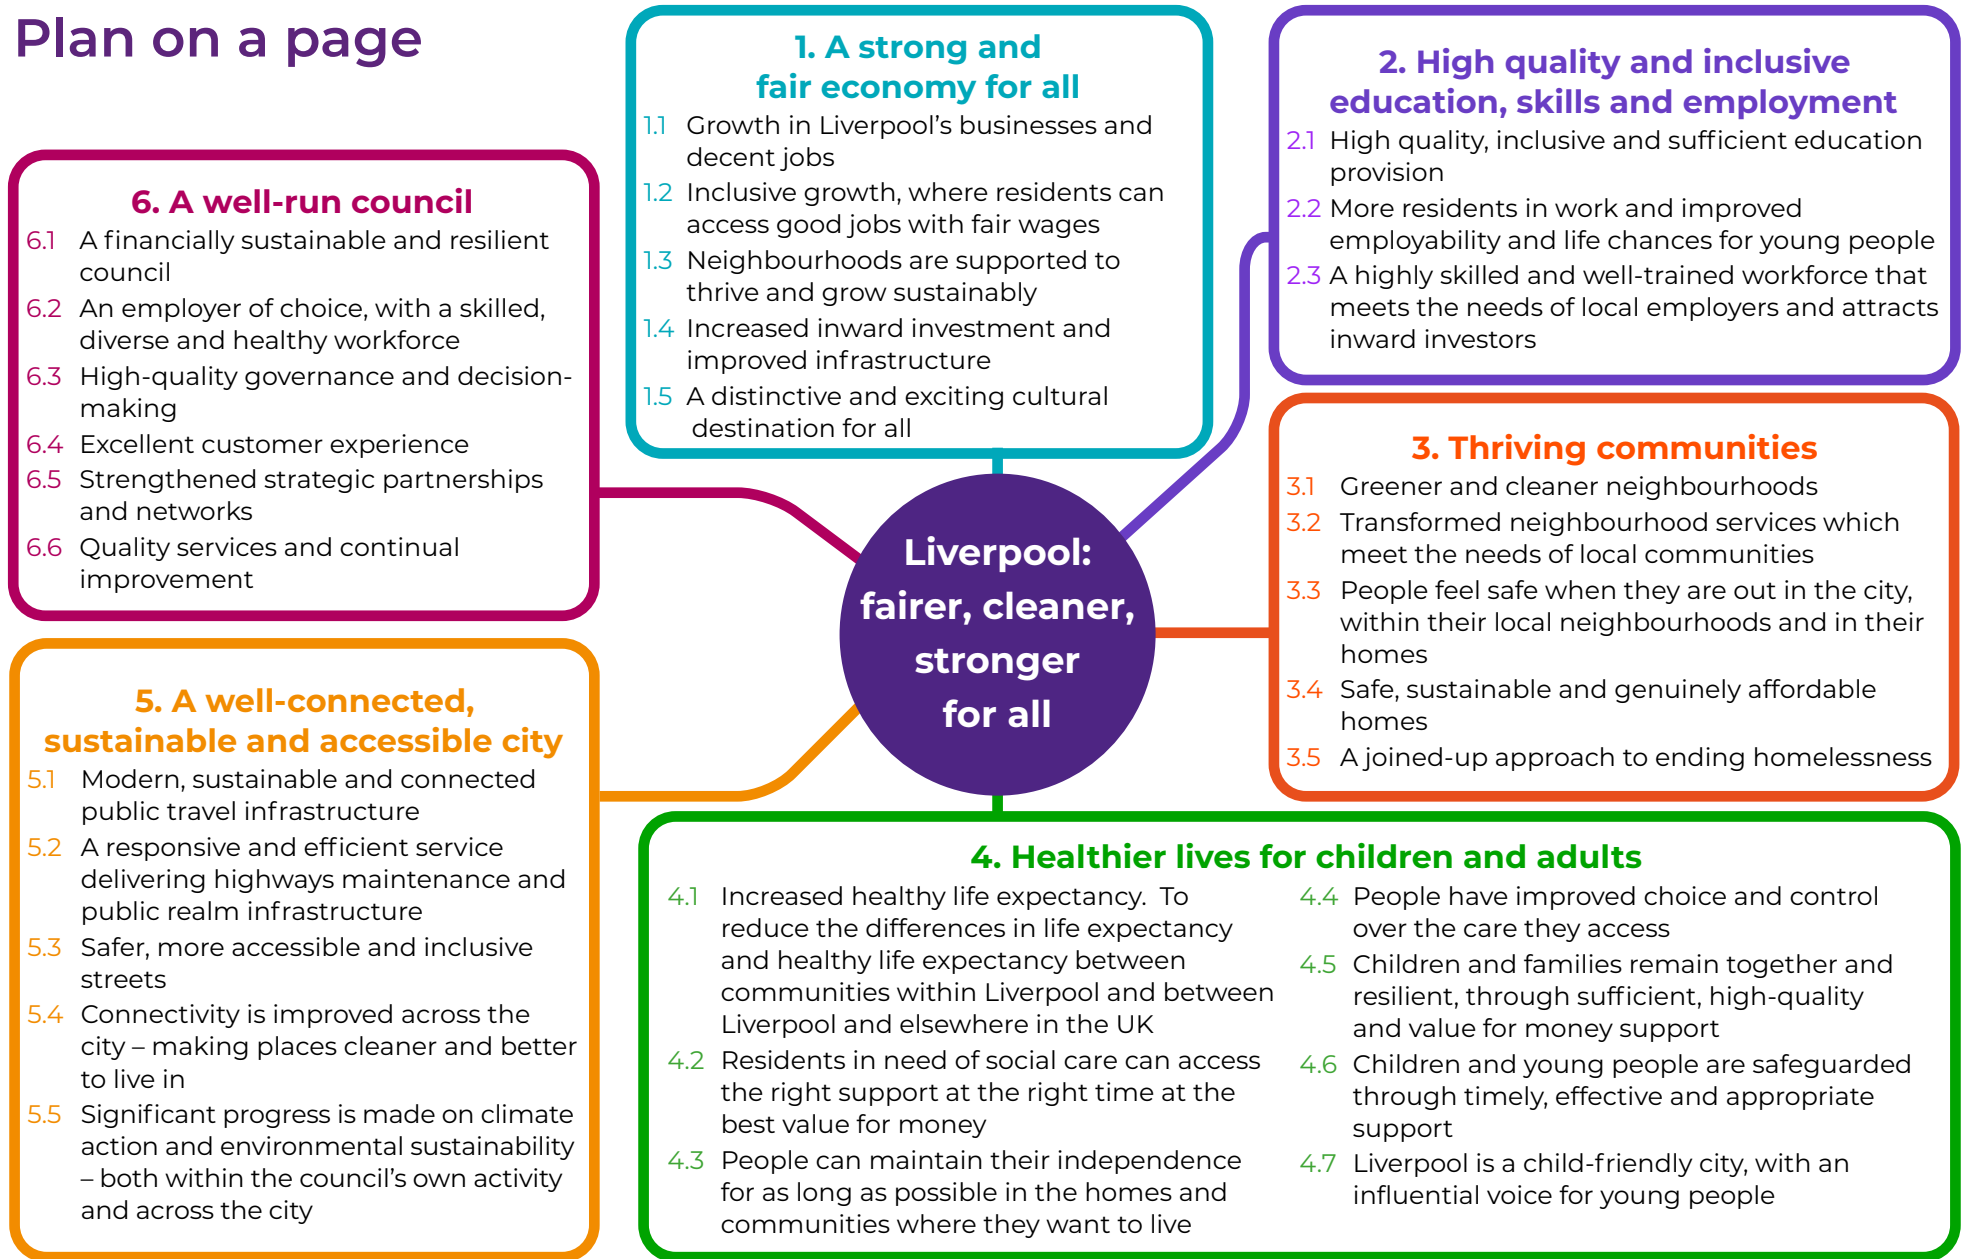 Plan on a page
1. A strong and
fair economy for all
1.1 Growth in Liverpool’s businesses and
decent jobs
1.2 Inclusive growth, where residents can
access good jobs with fair wages
1.3 Neighbourhoods are supported to
thrive and grow sustainably
1.4 Increased inward investment and
improved infrastructure
1.5 A distinctive and exciting cultural
destination for all
2. High quality and inclusive
education, skills and employment
2.1 High quality, inclusive and sufficient education
provision
2.2 More residents in work and improved
employability and life chances for young people
2.3 A highly skilled and well-trained workforce that
meets the needs of local employers and attracts
inward investors
3. Thriving communities
3.1 Greener and cleaner neighbourhoods
3.2 Transformed neighbourhood services which
meet the needs of local communities
3.3 People feel safe when they are out in the city,
within their local neighbourhoods and in their
homes
3.4 Safe, sustainable and genuinely affordable
homes
3.5 A joined-up approach to ending homelessness
4. Healthier lives for children and adults
4.1 Increased healthy life expectancy. To
reduce the differences in life expectancy
and healthy life expectancy between
communities within Liverpool and between
Liverpool and elsewhere in the UK
4.2 Residents in need of social care can access
the right support at the right time at the
best value for money
4.3 People can maintain their independence
for as long as possible in the homes and
communities where they want to live
4.4 People have improved choice and control
over the care they access
4.5 Children and families remain together and
resilient, through sufficient, high-quality
and value for money support
4.6 Children and young people are safeguarded
through timely, effective and appropriate
support
4.7 Liverpool is a child-friendly city, with an
influential voice for young people
5. A well-connected,
sustainable and accessible city
5.1 Modern, sustainable and connected
public travel infrastructure
5.2 A responsive and efficient service
delivering highways maintenance and
public realm infrastructure
5.3 Safer, more accessible and inclusive
streets
5.4 Connectivity is improved across the
city – making places cleaner and better
to live in
5.5 Significant progress is made on climate
action and environmental sustainability
– both within the council’s own activity
and across the city
6. A well-run council
6.1 A financially sustainable and resilient
council
6.2 An employer of choice, with a skilled,
diverse and healthy workforce
6.3 High-quality governance and decision-
making
6.4 Excellent customer experience
6.5 Strengthened strategic partnerships
and networks
6.6 Quality services and continual
improvement
Liverpool:
fairer, cleaner,
stronger
for all